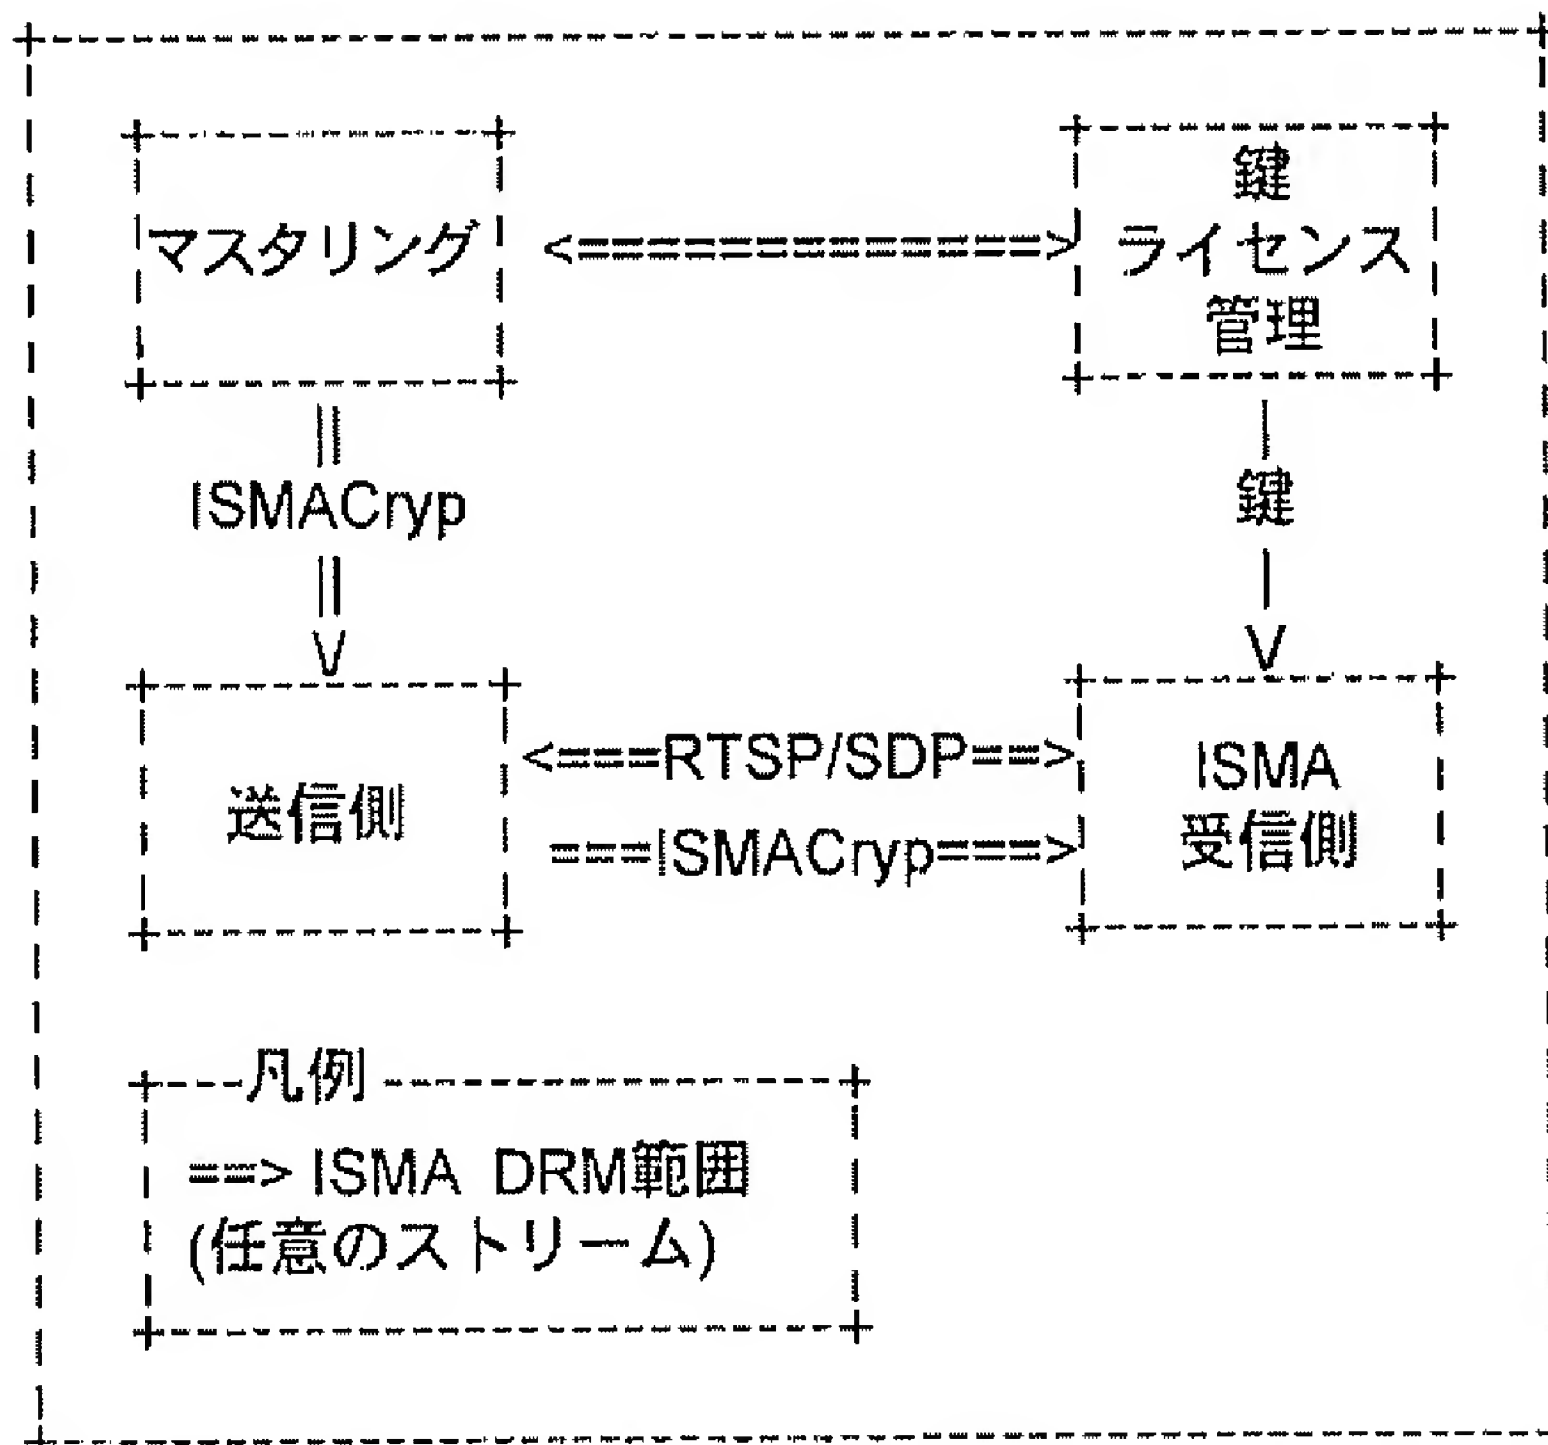 マスタリング
<==============>
鍵
ライセンス
管理
||
ISMACryp
||
V
|
鍵
|
V
送信側
<===RTSP/SDP==>
===ISMACryp===>
ISMA
受信側
凡例
==> ISMA DRM範囲
(任意のストリーム)